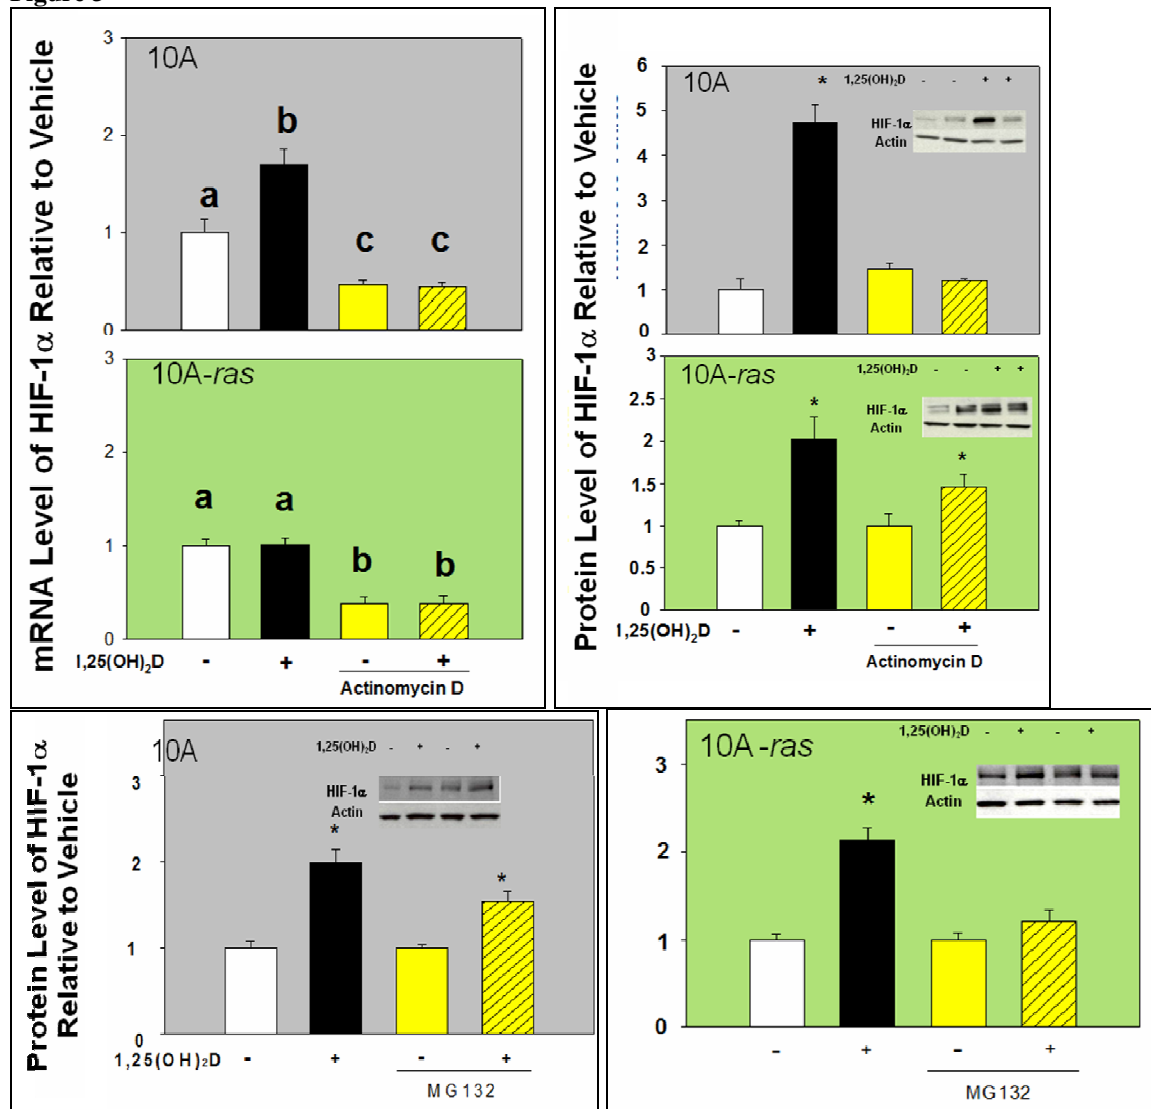 mRNA Level of HIF-1α Relative to Vehicle
3
10A
2
b
a
1
c c
0
3
10A-ras
2
a a
1
b b
0
1,25(OH)2D - + - +
Actinomycin D
Protein Level of HIF-1α Relative to Vehicle
6
10A * 1,25(OH)2D - - + +
5
HIF-1α
Actin
4
3
2
1
0
3
10A-ras 1,25(OH)2D - - + +
2.5
* HIF-1α
Actin
2
*
1.5
1
0.5
0
1,25(OH)2D - + - +
Actinomycin D
Protein Level of HIF-1α
Relative to Vehicle
10A 1,25(OH)2D - + - +
3
HIF-1α
Actin
*
2
*
1
0
1,25(OH)2D - + - +
MG132
10A-ras 1,25(OH)2D - + - +
3
HIF-1α
* Actin
2
1
0
- + - +
MG132